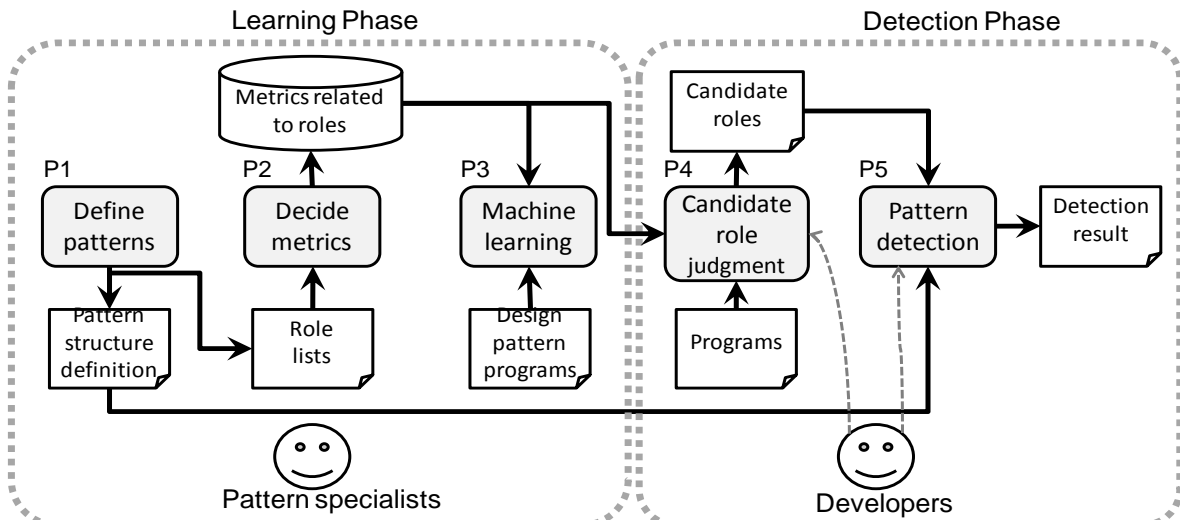 Learning Phase
Detection Phase
Metrics related
to roles
Candidate
roles
P1
P2
P3
P4
P5
Define
patterns
Decide
metrics
Machine
learning
Candidate
role
judgment
Pattern
detection
Detection
result
Pattern
structure
definition
Role
lists
Design
pattern
programs
Programs
Pattern specialists
Developers